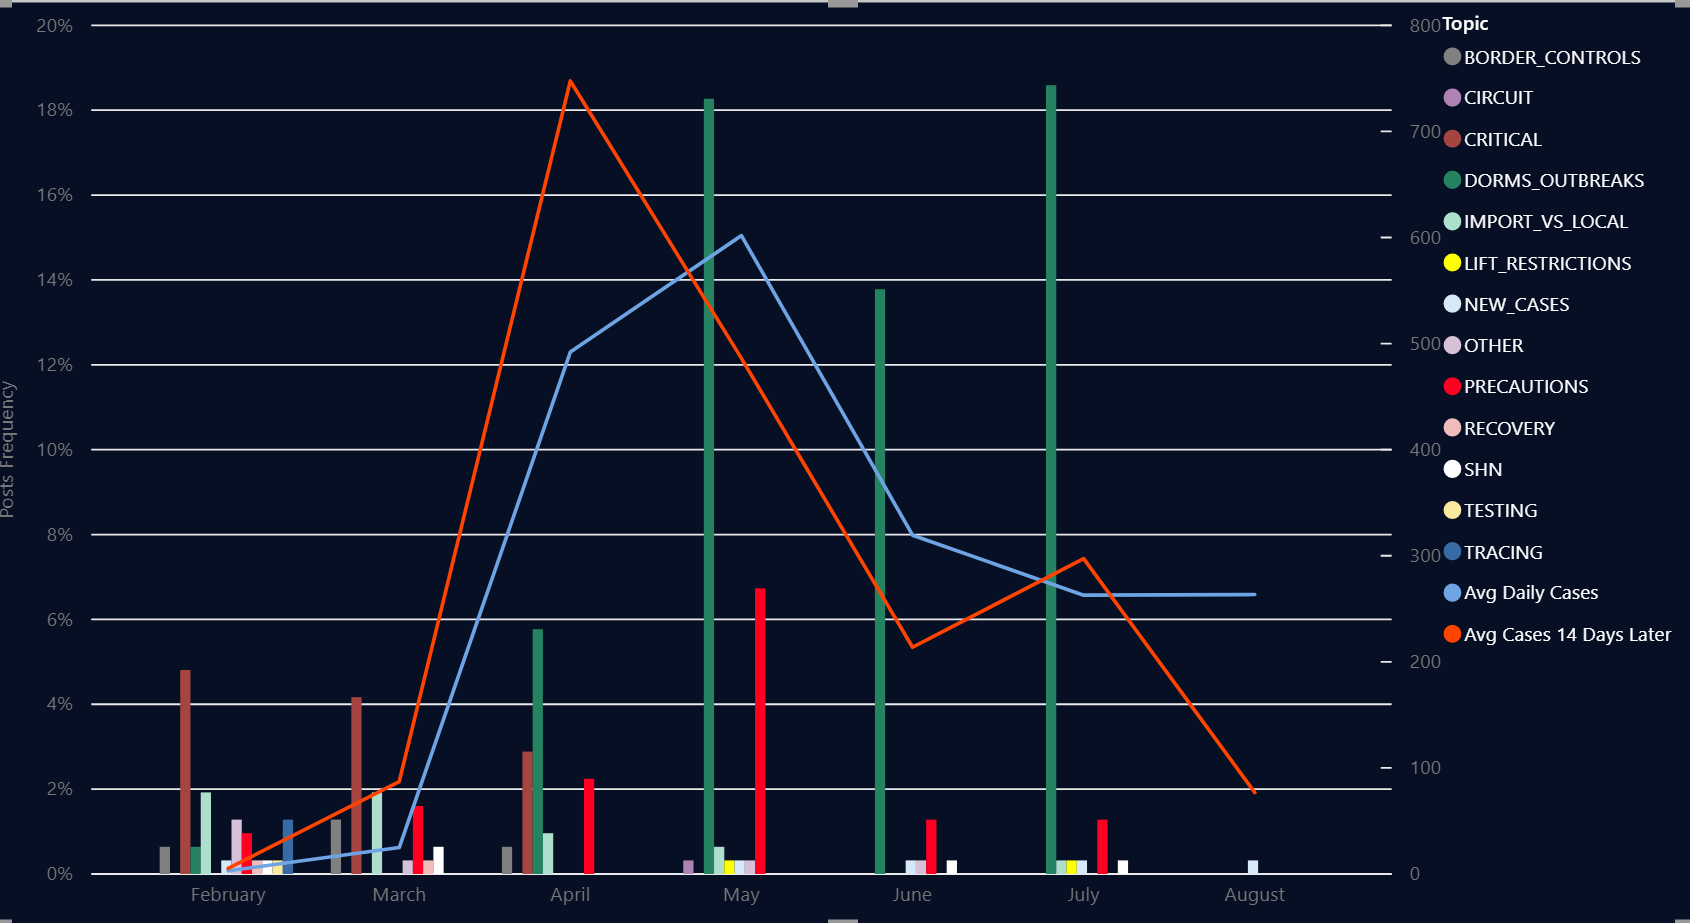 20%
18%
16%
14%
12%
10%
8%
6%
4%
2%
0%
Posts Frequency
February March April May June July August
800
700
600
500
400
300
200
100
0
Topic
BORDER_CONTROLS
CIRCUIT
CRITICAL
DORMS_OUTBREAKS
IMPORT_VS_LOCAL
LIFT_RESTRICTIONS
NEW_CASES
OTHER
PRECAUTIONS
RECOVERY
SHN
TESTING
TRACING
Avg Daily Cases
Avg Cases 14 Days Later